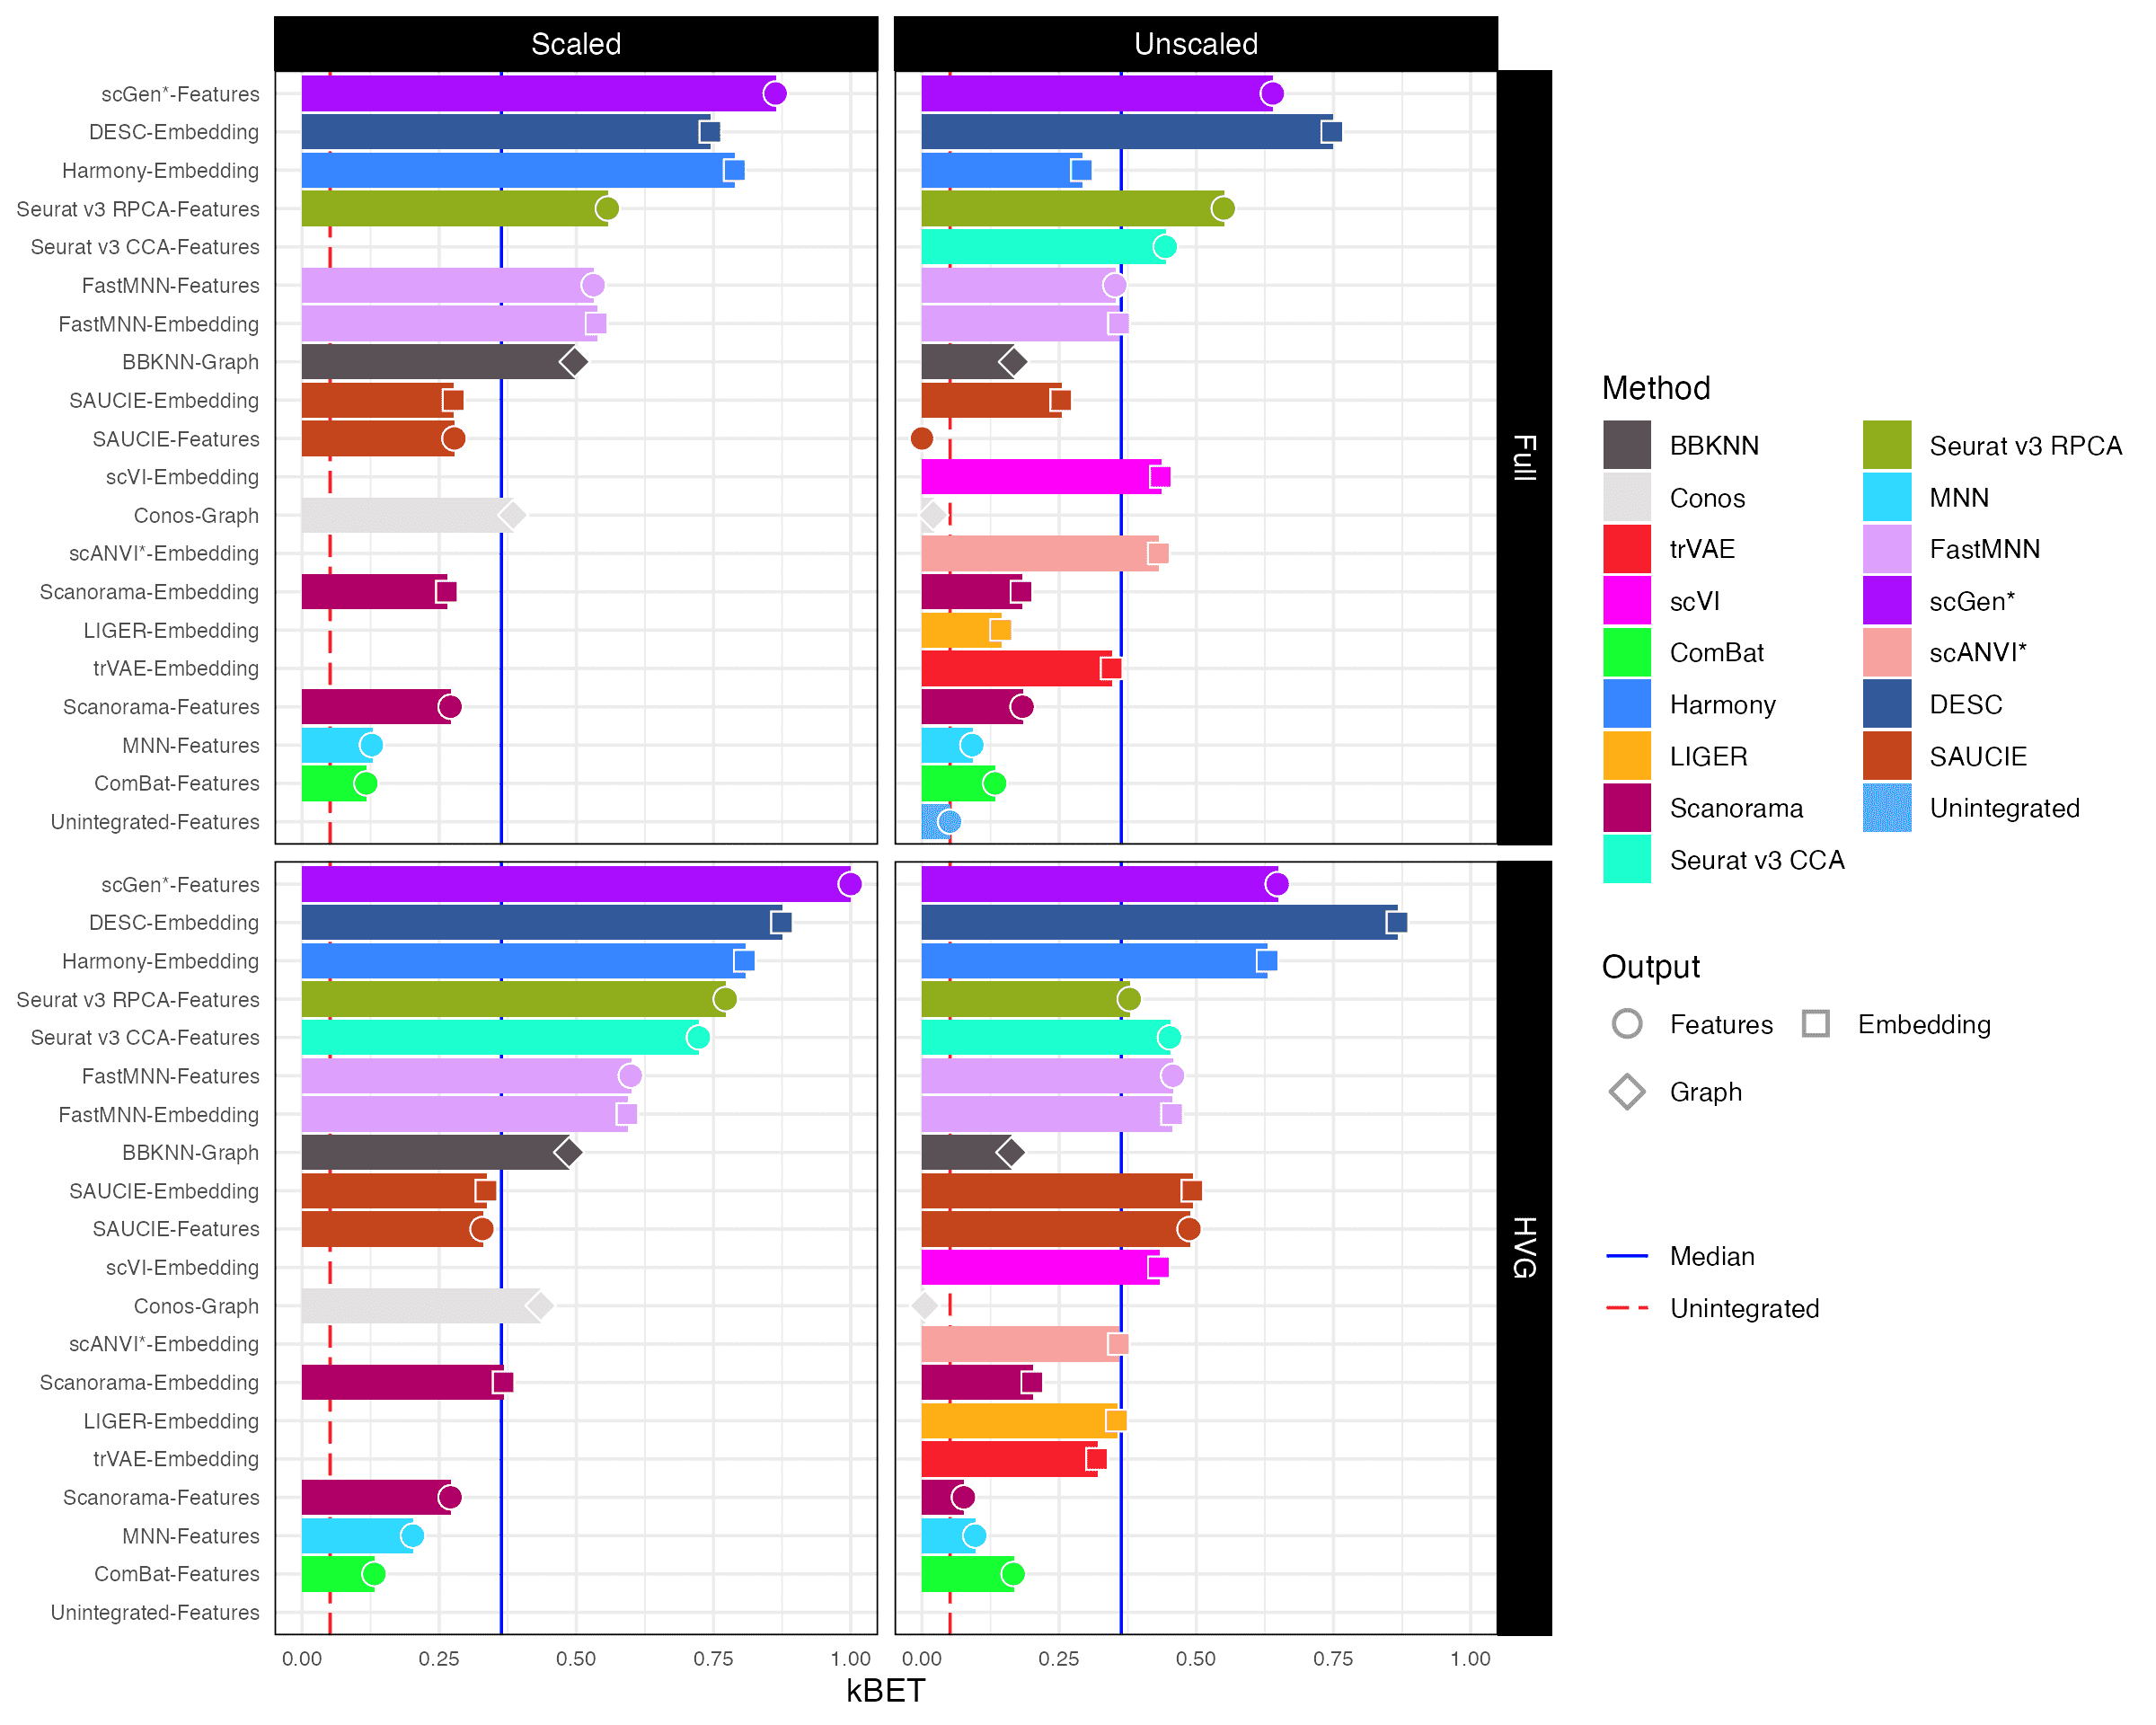 Scaled
Unscaled
scGen*-Features
DESC-Embedding
Harmony-Embedding
Seurat v3 RPCA-Features
Seurat v3 CCA-Features
FastMNN-Features
FastMNN-Embedding
BBKNN-Graph
SAUCIE-Embedding
SAUCIE-Features
scVI-Embedding
Conos-Graph
scANVI*-Embedding
Scanorama-Embedding
LIGER-Embedding
trVAE-Embedding
Scanorama-Features
MNN-Features
ComBat-Features
Unintegrated-Features
Full
scGen*-Features
DESC-Embedding
Harmony-Embedding
Seurat v3 RPCA-Features
Seurat v3 CCA-Features
FastMNN-Features
FastMNN-Embedding
BBKNN-Graph
SAUCIE-Embedding
SAUCIE-Features
scVI-Embedding
Conos-Graph
scANVI*-Embedding
Scanorama-Embedding
LIGER-Embedding
trVAE-Embedding
Scanorama-Features
MNN-Features
ComBat-Features
Unintegrated-Features
HVG
0.00 0.25 0.50 0.75 1.00 0.00 0.25 0.50 0.75 1.00
kBET
Method
BBKNN
Conos
trVAE
scVI
ComBat
Harmony
LIGER
Scanorama
Seurat v3 CCA
Seurat v3 RPCA
MNN
FastMNN
scGen*
scANVI*
DESC
SAUCIE
Unintegrated
Output
Features
Embedding
Graph
Median
Unintegrated